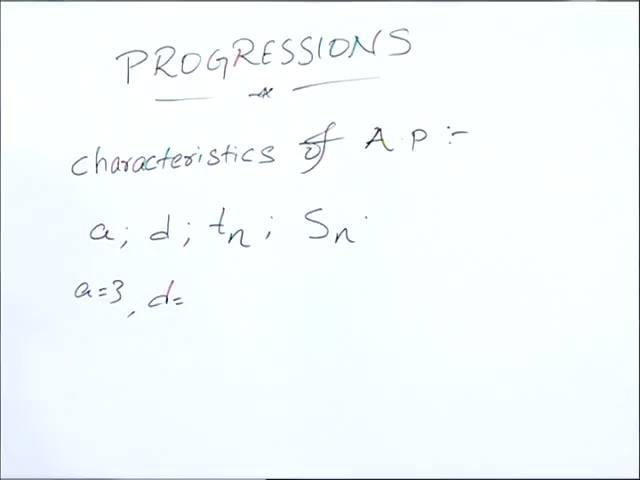 PROGRESSIONS
characteristics of A.P :-
a; d; tn; Sn.
a=3, d=